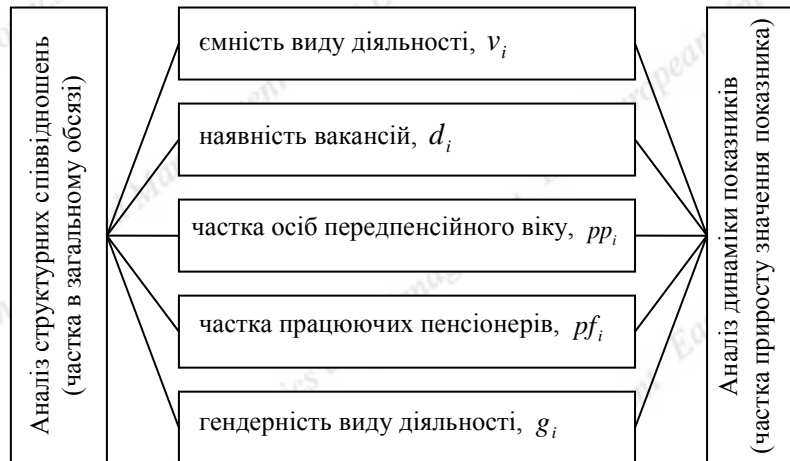 Аналіз структурних співвідношень
(частка в загальному обсязі)
ємність виду діяльності, v_i
наявність вакансій, d_i
частка осіб передпенсійного віку, pp_i
частка працюючих пенсіонерів, pf_i
гендерність виду діяльності, g_i
Аналіз динаміки показників
(частка приросту значення показника)